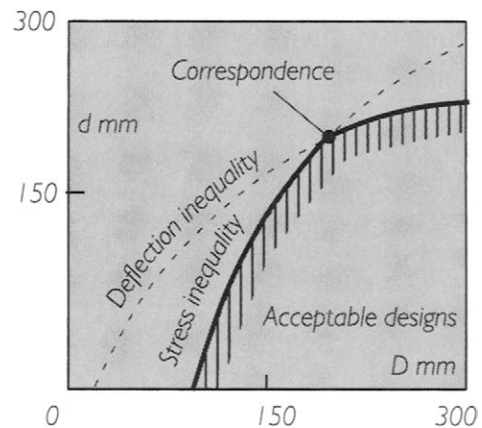 300
Correspondence
d mm
150
Deflection inequality
Stress inequality
Acceptable designs
D mm
0 150 300